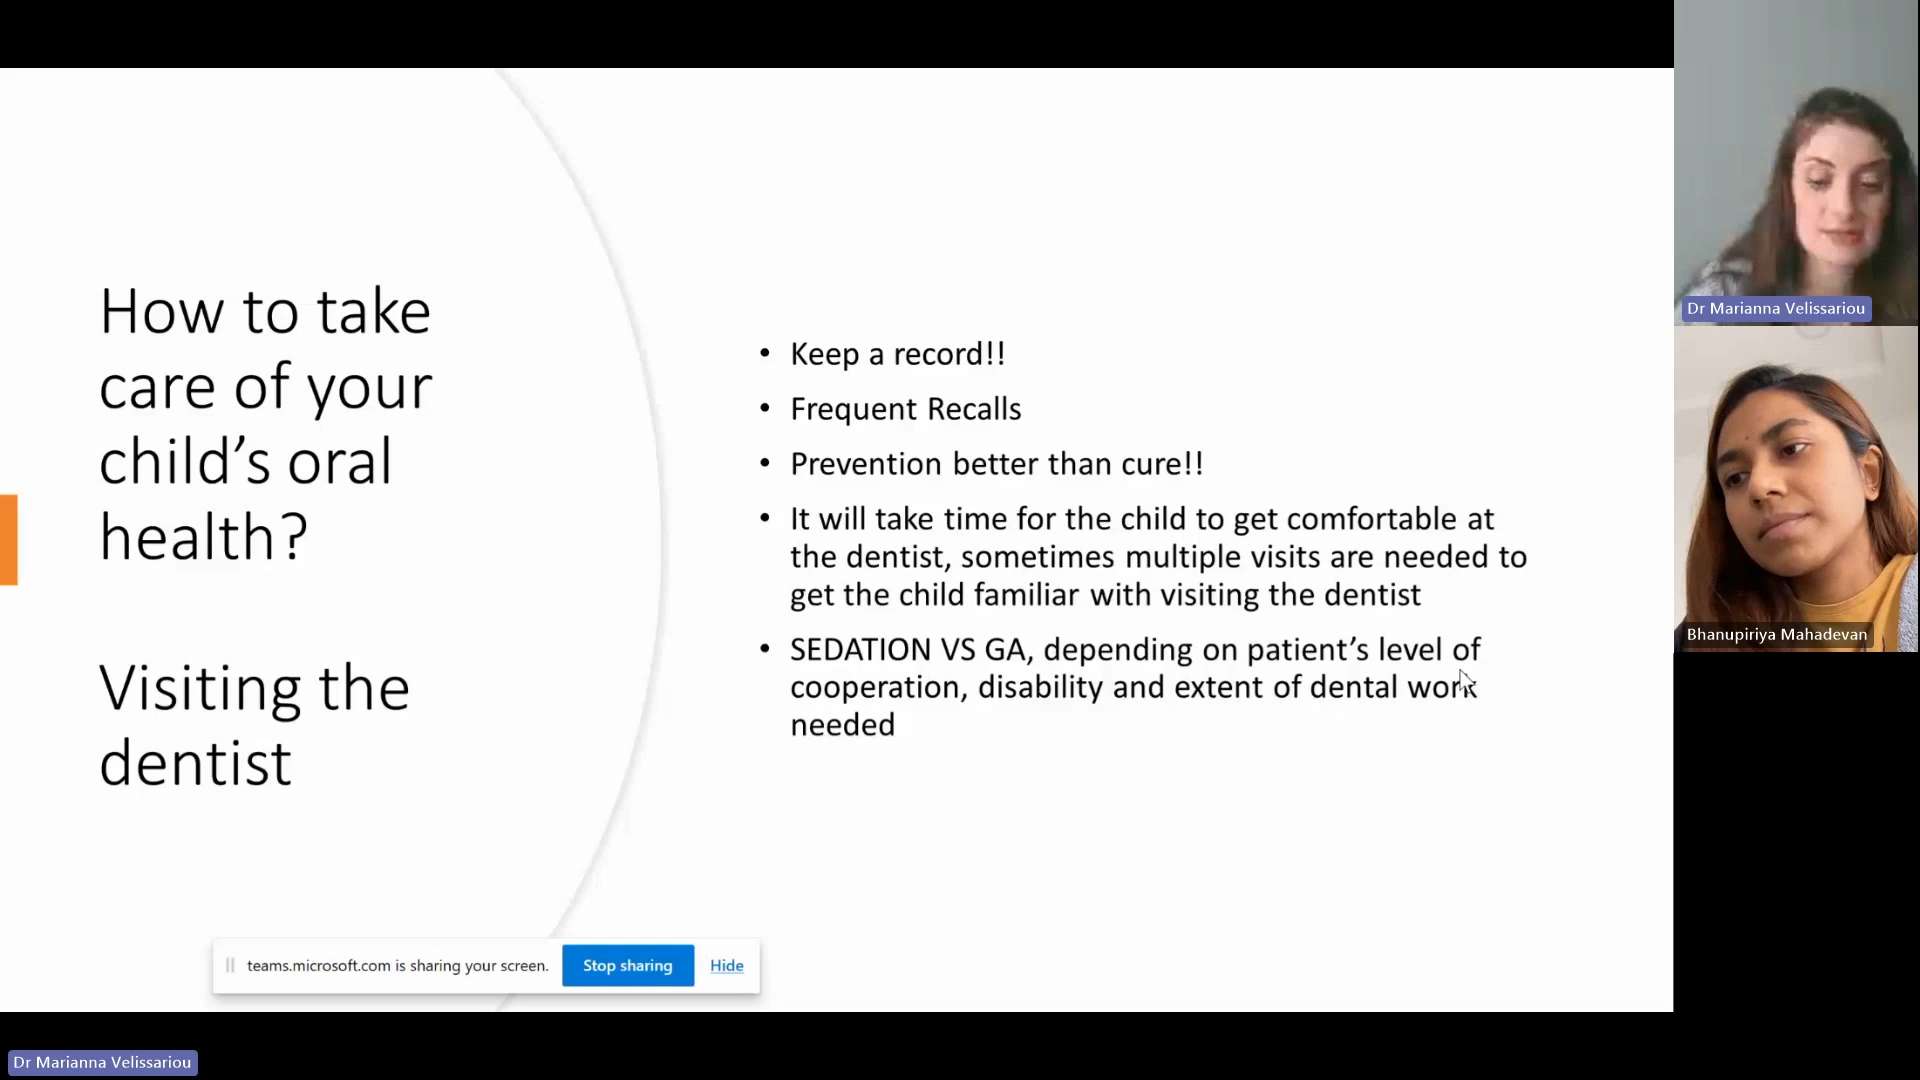 How to take
care of your
child’s oral
health?
Visiting the
dentist
• Keep a record!!
• Frequent Recalls
• Prevention better than cure!!
• It will take time for the child to get comfortable at
the dentist, sometimes multiple visits are needed to
get the child familiar with visiting the dentist
• SEDATION VS GA, depending on patient’s level of
cooperation, disability and extent of dental work
needed
teams.microsoft.com is sharing your screen. Stop sharing Hide
Dr Marianna Velissariou
Bhanupiriya Mahadevan
Dr Marianna Velissariou